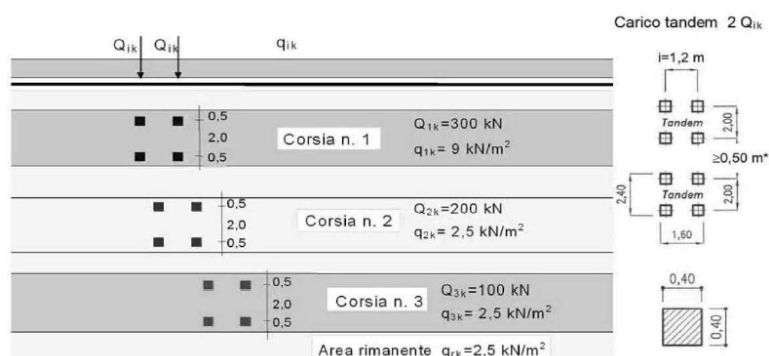 Carico tandem 2 Qik
Qik Qik qik
i=1,2 m
0,5
2,0
0,5
Corsia n. 1
Q1k=300 kN
q1k= 9 kN/m²
Tandem
2,00
≥0,50 m*
0,5
2,0
0,5
Corsia n. 2
Q2k=200 kN
q2k= 2,5 kN/m²
2,40
Tandem
2,00
1,60
0,5
2,0
0,5
Corsia n. 3
Q3k=100 kN
q3k= 2,5 kN/m²
0,40
0,40
Area rimanente qrk=2,5 kN/m²